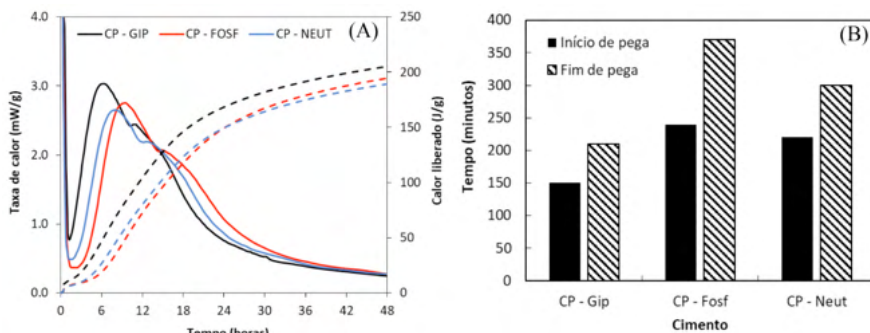 4.0
3.0
2.0
1.0
0.0
Taxa de calor (mW/g)
CP - GIP
CP - FOSF
CP - NEUT
(A)
250
200
150
100
50
0
Calor liberado (J/g)
0
6
12
18
24
30
36
42
48
Tempo (horas)
400
350
300
250
200
150
100
50
0
Tempo (minutos)
Início de pega
Fim de pega
(B)
CP - Gip
CP - Fosf
CP - Neut
Cimento